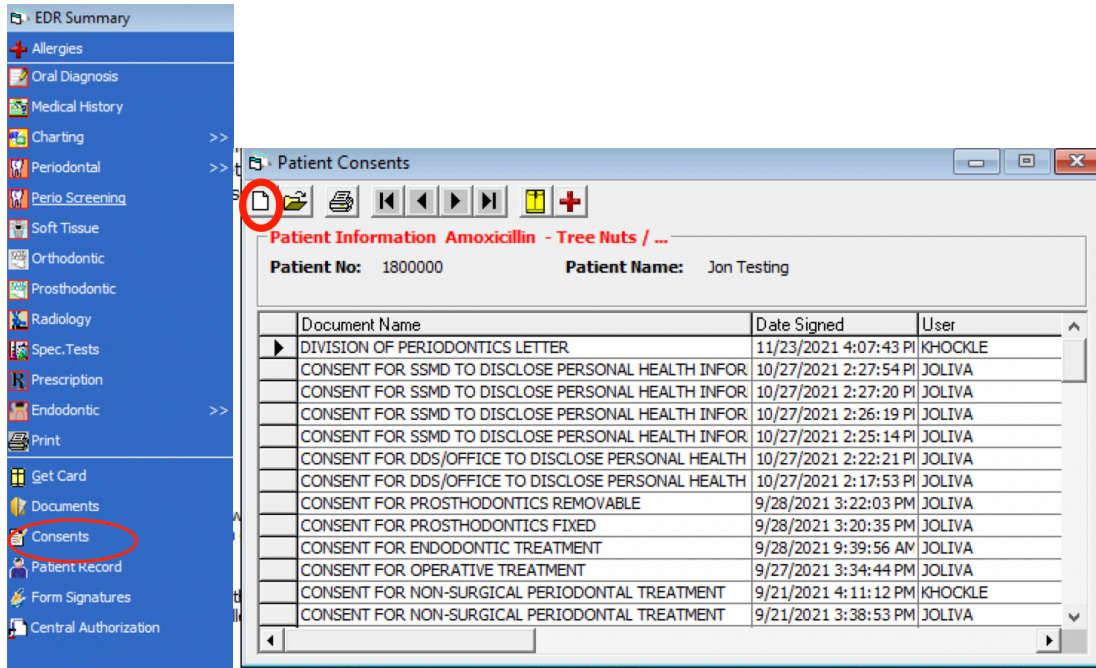 EDR Summary
Allergies
Oral Diagnosis
Medical History
Charting >>
Periodontal >>
Perio Screening
Soft Tissue
Orthodontic
Prosthodontic
Radiology
Spec.Tests
Prescription
Endodontic >>
Print
Get Card
Documents
Consents
Patient Record
Form Signatures
Central Authorization
Patient Consents
Patient Information Amoxicillin - Tree Nuts / ...
Patient No: 1800000 Patient Name: Jon Testing
Document Name Date Signed User
DIVISION OF PERIODONTICS LETTER 11/23/2021 4:07:43 PI KHOCKLE
CONSENT FOR SSMD TO DISCLOSE PERSONAL HEALTH INFOR 10/27/2021 2:27:54 PI JOLIVA
CONSENT FOR SSMD TO DISCLOSE PERSONAL HEALTH INFOR 10/27/2021 2:27:20 PI JOLIVA
CONSENT FOR SSMD TO DISCLOSE PERSONAL HEALTH INFOR 10/27/2021 2:26:19 PI JOLIVA
CONSENT FOR SSMD TO DISCLOSE PERSONAL HEALTH INFOR 10/27/2021 2:25:14 PI JOLIVA
CONSENT FOR DDS/OFFICE TO DISCLOSE PERSONAL HEALTH 10/27/2021 2:22:21 PI JOLIVA
CONSENT FOR DDS/OFFICE TO DISCLOSE PERSONAL HEALTH 10/27/2021 2:17:53 PI JOLIVA
CONSENT FOR PROSTHODONTICS REMOVABLE 9/28/2021 3:22:03 PM JOLIVA
CONSENT FOR PROSTHODONTICS FIXED 9/28/2021 3:20:35 PM JOLIVA
CONSENT FOR ENDODONTIC TREATMENT 9/28/2021 9:39:56 AM JOLIVA
CONSENT FOR OPERATIVE TREATMENT 9/27/2021 3:34:44 PM JOLIVA
CONSENT FOR NON-SURGICAL PERIODONTAL TREATMENT 9/21/2021 4:11:12 PM KHOCKLE
CONSENT FOR NON-SURGICAL PERIODONTAL TREATMENT 9/21/2021 3:38:53 PM JOLIVA